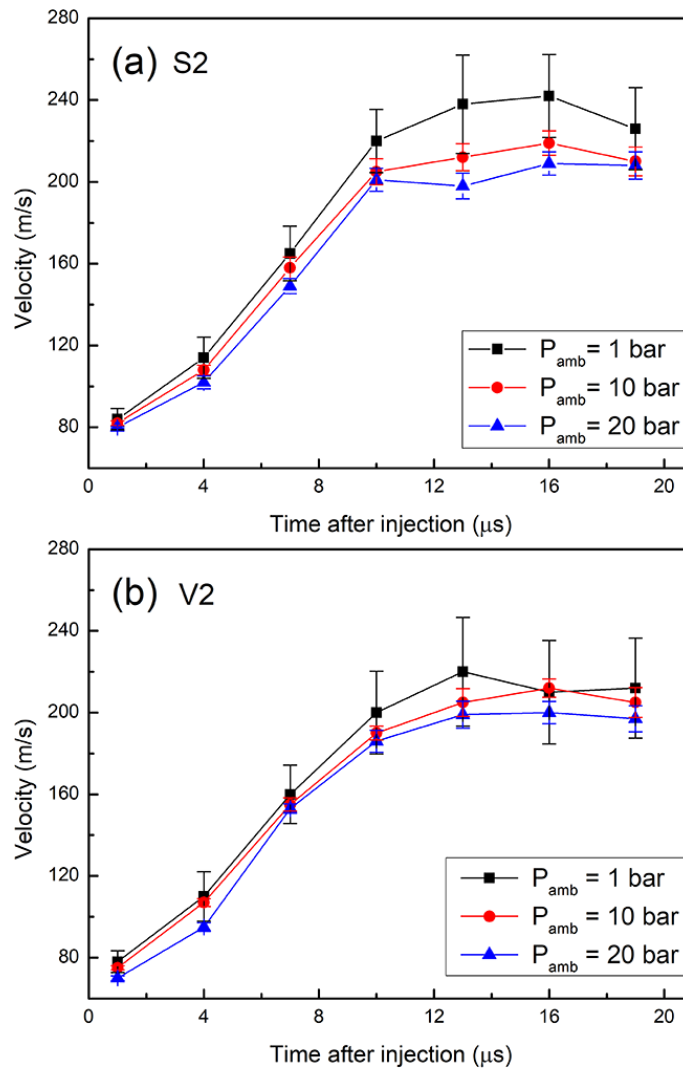 280
(a) S2
240
200
160
120
80
Velocity (m/s)
P_amb = 1 bar
P_amb = 10 bar
P_amb = 20 bar
0 4 8 12 16 20
Time after injection (μs)
280
(b) V2
240
200
160
120
80
Velocity (m/s)
P_amb = 1 bar
P_amb = 10 bar
P_amb = 20 bar
0 4 8 12 16 20
Time after injection (μs)